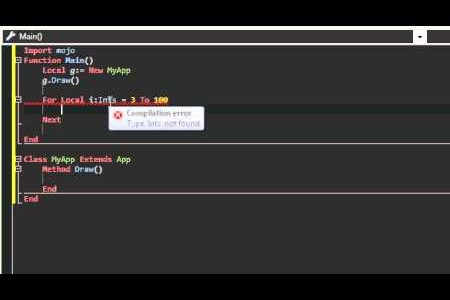 Main()
Import mojo
Function Main()
Local g:= New MyApp
g.Draw()
For Local i:Ints = 3 To 100
Compilation error
Type Ints not found
Next
End
Class MyApp Extends App
Method Draw()
End
End